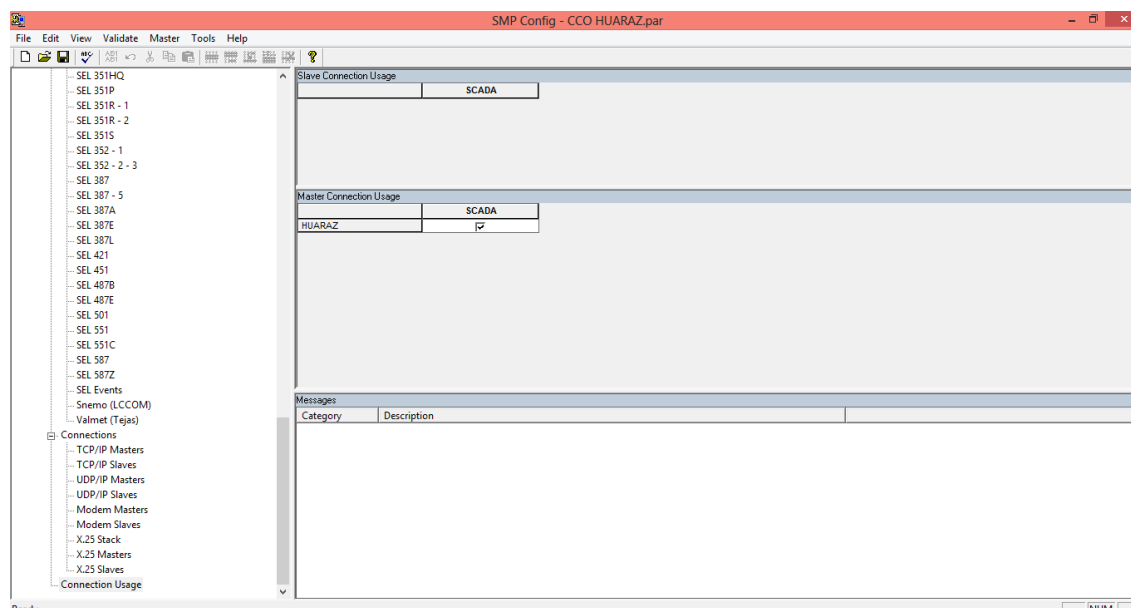 SMP Config - CCO HUARAZ.par
File Edit View Validate Master Tools Help
SEL 351HQ
SEL 351P
SEL 351R - 1
SEL 351R - 2
SEL 351S
SEL 352 - 1
SEL 352 - 2 - 3
SEL 387
SEL 387 - 5
SEL 387A
SEL 387E
SEL 387L
SEL 421
SEL 451
SEL 487B
SEL 487E
SEL 501
SEL 551
SEL 551C
SEL 587
SEL 587Z
SEL Events
Snemo (LCCOM)
Valmet (Tejas)
Connections
TCP/IP Masters
TCP/IP Slaves
UDP/IP Masters
UDP/IP Slaves
Modem Masters
Modem Slaves
X.25 Stack
X.25 Masters
X.25 Slaves
Connection Usage
Slave Connection Usage
SCADA
Master Connection Usage
SCADA
HUARAZ
Messages
Category Description
NUM